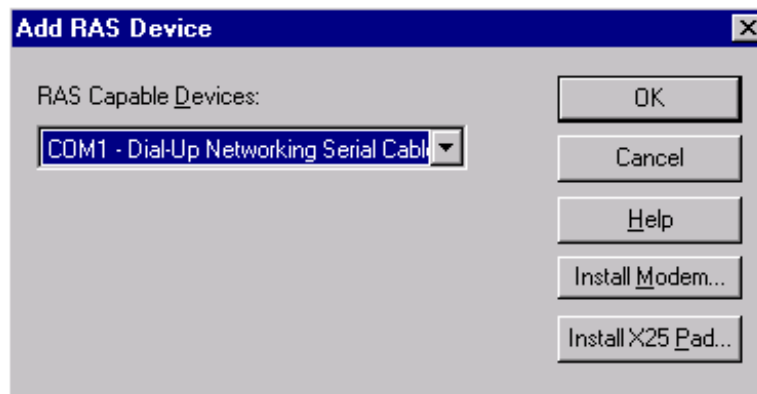 Add RAS Device
RAS Capable Devices:
COM1 - Dial-Up Networking Serial Cabl
OK
Cancel
Help
Install Modem...
Install X25 Pad...